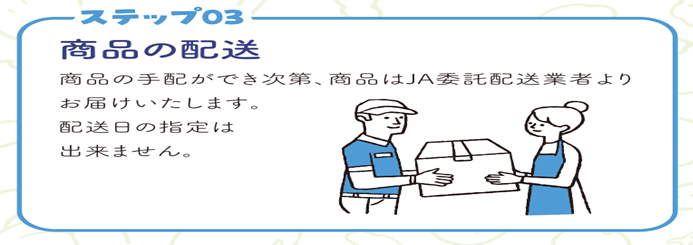 ステップ03
商品の配送
商品の手配ができ次第、商品はJA委託配送業者より
お届けいたします。
配送日の指定は
出来ません。